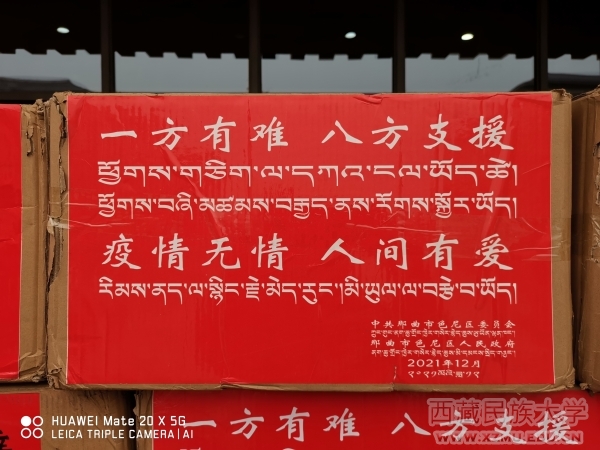 一方有难 八方支援
ཕྱོགས་གཅིག་ལ་དཀའ་ངལ་ཡོད་ཚེ།
ཕྱོགས་བཞི་མཚམས་བརྒྱད་ནས་རོགས་སྐྱོར་ཡོད།
疫情无情 人间有爱
རིམས་ནད་ལ་སྙིང་རྗེ་མེད་རུང་།མི་ཡུལ་ལ་བརྩེ་བ་ཡོད།
中共那曲市色尼区委员会
那曲市色尼区人民政府
2021年12月
一方有难 八方支援
HUAWEI Mate 20 X 5G
LEICA TRIPLE CAMERA | AI
西藏民族大学
WWW.XZMU.EDU.CN